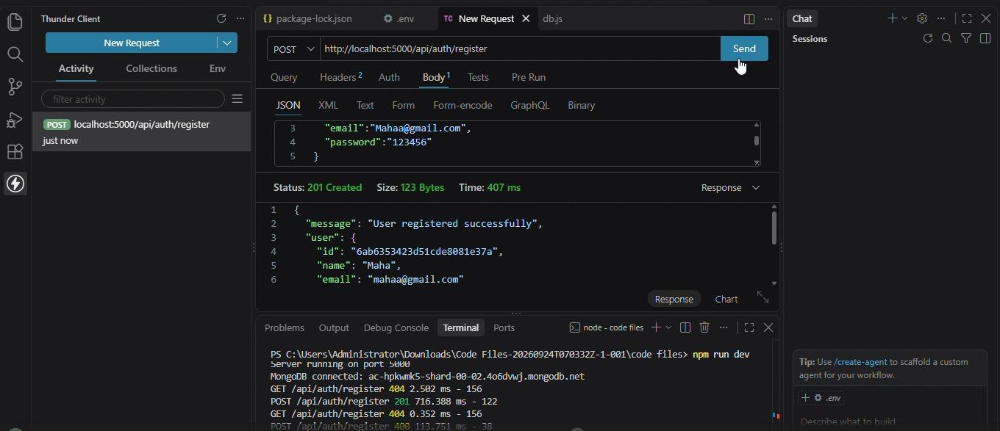 Thunder Client
New Request
Activity
Collections
Env
filter activity
POST localhost:5000/api/auth/register
just now
package-lock.json
.env
TC New Request
db.js
POST
http://localhost:5000/api/auth/register
Send
Query
Headers 2
Auth
Body 1
Tests
Pre Run
JSON
XML
Text
Form
Form-encode
GraphQL
Binary
3 "email":"Mahaa@gmail.com",
4 "password":"123456"
5 }
Status: 201 Created Size: 123 Bytes Time: 407 ms
Response
1 {
2 "message": "User registered successfully",
3 "user": {
4 "id": "6ab6353423d51cde8081e37a",
5 "name": "Maha",
6 "email": "mahaa@gmail.com"
Response
Chart
Problems
Output
Debug Console
Terminal
Ports
node - code files
PS C:\Users\Administrator\Downloads\Code Files-20260924T070332Z-1-001\code files> npm run dev
Server running on port 5000
MongoDB connected: ac-hpkwmk5-shard-00-02.4o6dvwj.mongodb.net
GET /api/auth/register 404 2.502 ms - 156
POST /api/auth/register 201 716.388 ms - 122
GET /api/auth/register 404 0.352 ms - 156
POST /api/auth/register 400 113.751 ms - 38
Chat
Sessions
Tip: Use /create-agent to scaffold a custom
agent for your workflow.
.env
Describe what to build